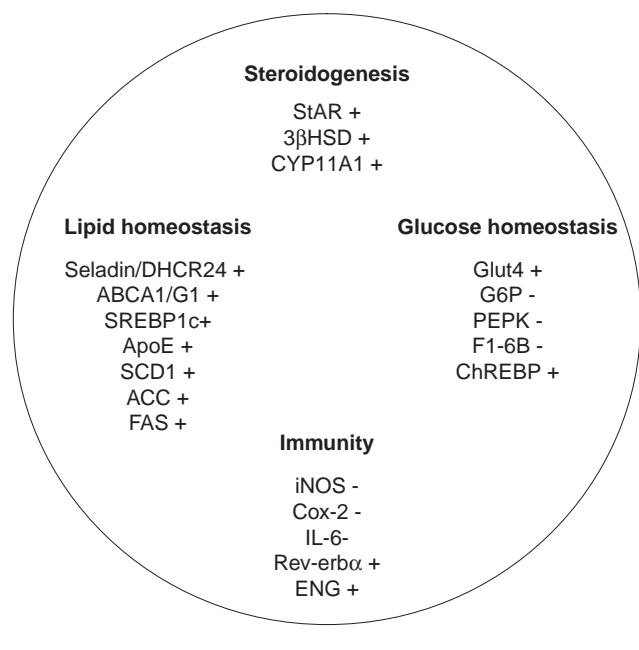 Steroidogenesis
StAR +
3βHSD +
CYP11A1 +
Lipid homeostasis
Seladin/DHCR24 +
ABCA1/G1 +
SREBP1c+
ApoE +
SCD1 +
ACC +
FAS +
Glucose homeostasis
Glut4 +
G6P -
PEPK -
F1-6B -
ChREBP +
Immunity
iNOS -
Cox-2 -
IL-6-
Rev-erbα +
ENG +